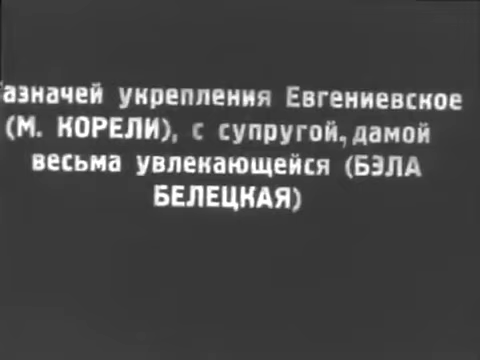 азначей укрепления Евгениевское
(М. КОРЕЛИ), с супругой, дамой
весьма увлекающейся (БЭЛА
БЕЛЕЦКАЯ)